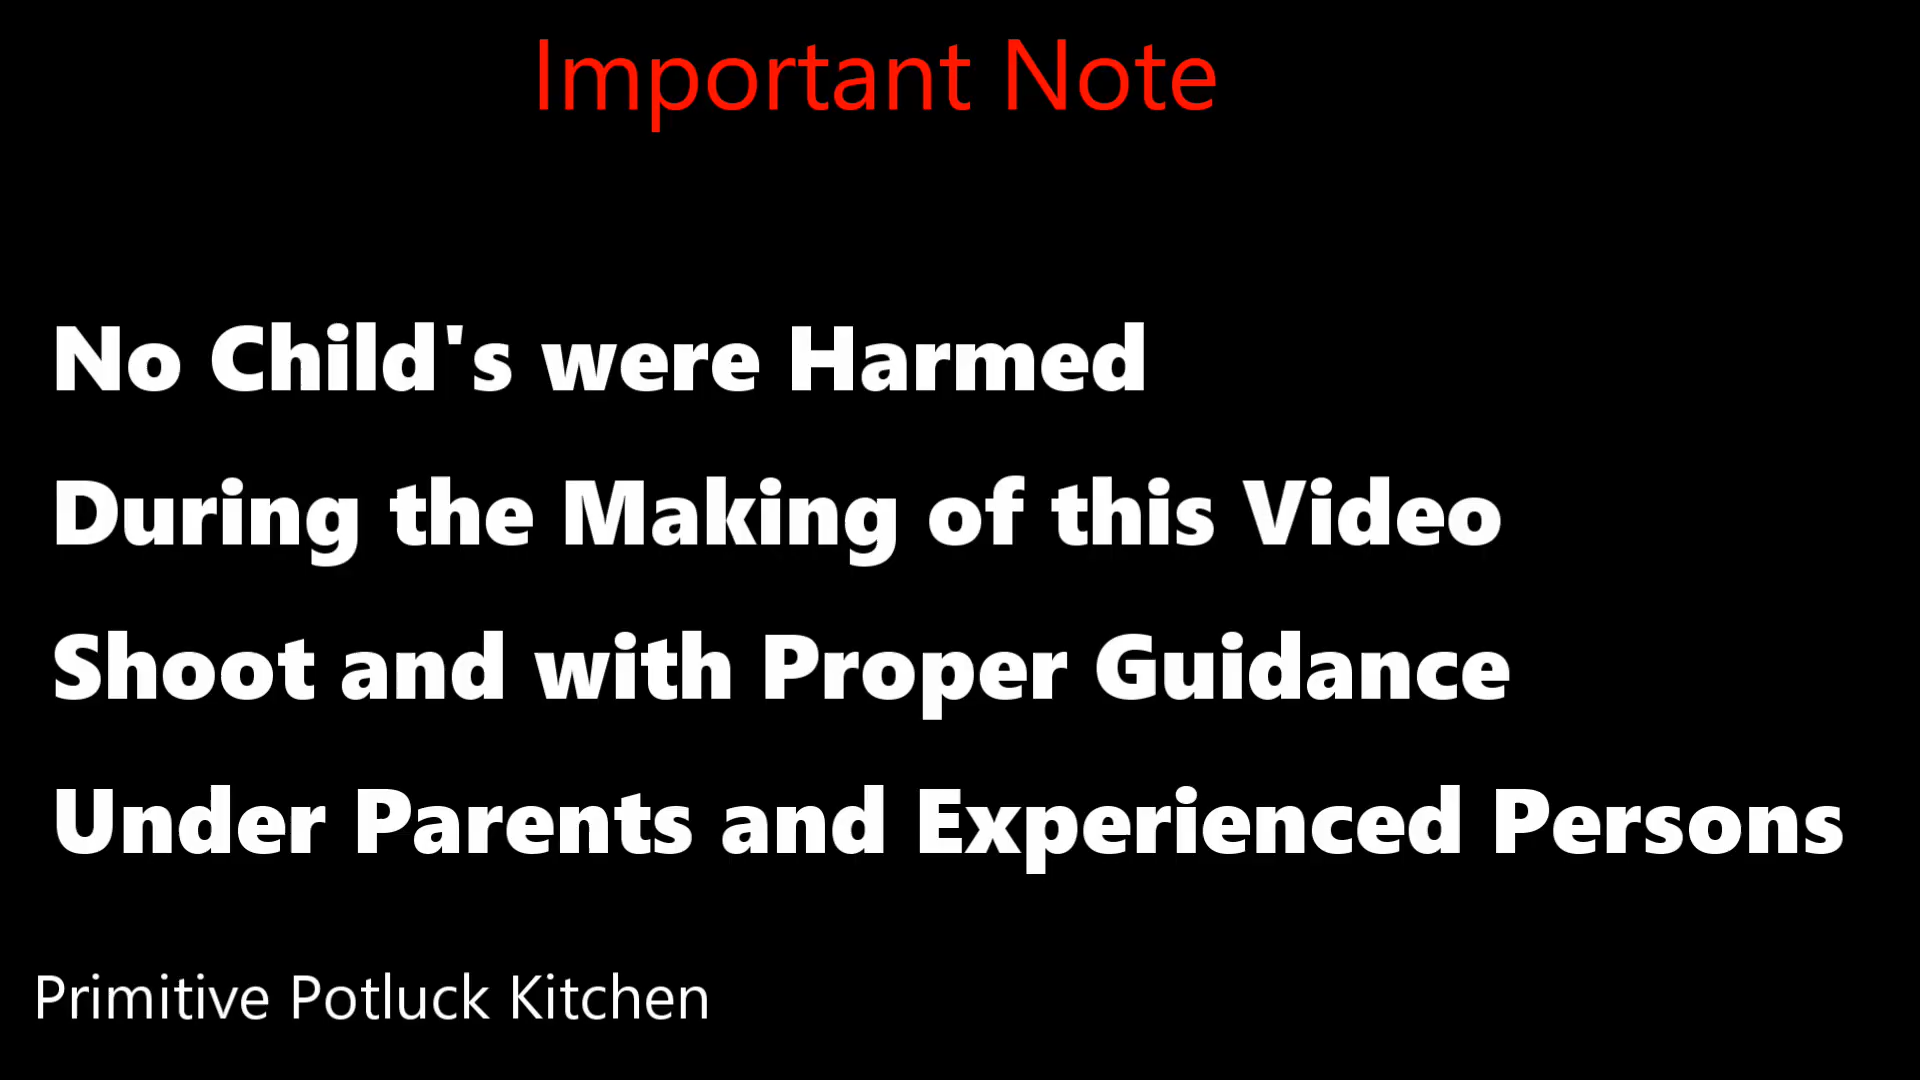 Important Note
No Child's were Harmed
During the Making of this Video
Shoot and with Proper Guidance
Under Parents and Experienced Persons
Primitive Potluck Kitchen